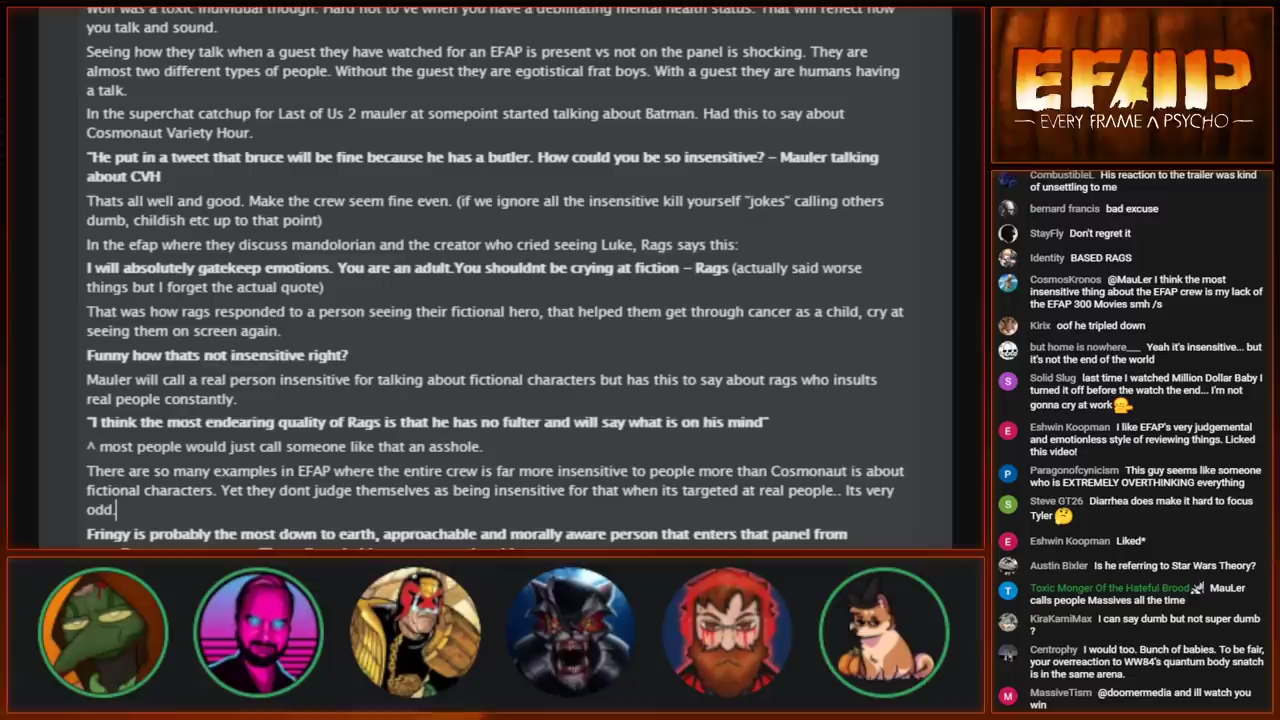 Wolf was a toxic individual though. Hard not to ve when you have a debilitating mental health status. That will reflect how
you talk and sound.
Seeing how they talk when a guest they have watched for an EFAP is present vs not on the panel is shocking. They are
almost two different types of people. Without the guest they are egotistical frat boys. With a guest they are humans having
a talk.
In the superchat catchup for Last of Us 2 mauler at somepoint started talking about Batman. Had this to say about
Cosmonaut Variety Hour.
"He put in a tweet that bruce will be fine because he has a butler. How could you be so insensitive? – Mauler talking
about CVH
Thats all well and good. Make the crew seem fine even. (if we ignore all the insensitive kill yourself "jokes" calling others
dumb, childish etc up to that point)
In the efap where they discuss mandolorian and the creator who cried seeing Luke, Rags says this:
I will absolutely gatekeep emotions. You are an adult.You shouldnt be crying at fiction – Rags (actually said worse
things but I forget the actual quote)
That was how rags responded to a person seeing their fictional hero, that helped them get through cancer as a child, cry at
seeing them on screen again.
Funny how thats not insensitive right?
Mauler will call a real person insensitive for talking about fictional characters but has this to say about rags who insults
real people constantly.
"I think the most endearing quality of Rags is that he has no fulter and will say what is on his mind"
^ most people would just call someone like that an asshole.
There are so many examples in EFAP where the entire crew is far more insensitive to people more than Cosmonaut is about
fictional characters. Yet they dont judge themselves as being insensitive for that when its targeted at real people.. Its very
odd.
Fringy is probably the most down to earth, approachable and morally aware person that enters that panel from
EFAP
EVERY FRAME A PSYCHO
CombustibleL His reaction to the trailer was kind
of unsettling to me
bernard francis bad excuse
StayFly Don't regret it
Identity BASED RAGS
CosmosKronos @MauLer I think the most
insensitive thing about the EFAP crew is my lack of
the EFAP 300 Movies smh /s
Kirix oof he tripled down
but home is nowhere___ Yeah it's insensitive... but
it's not the end of the world
Solid Slug last time I watched Million Dollar Baby I
turned it off before the watch the end... I'm not
gonna cry at work
Eshwin Koopman I like EFAP's very judgemental
and emotionless style of reviewing things. Licked
this video!
Paragonofcynicism This guy seems like someone
who is EXTREMELY OVERTHINKING everything
Steve GT26 Diarrhea does make it hard to focus
Tyler
Eshwin Koopman Liked*
Austin Bixler Is he referring to Star Wars Theory?
Toxic Monger Of the Hateful Brood MauLer
calls people Massives all the time
KiraKamiMax I can say dumb but not super dumb
?
Centrophy I would too. Bunch of babies. To be fair,
your overreaction to WW84's quantum body snatch
is in the same arena.
MassiveTism @doomermedia and ill watch you
win